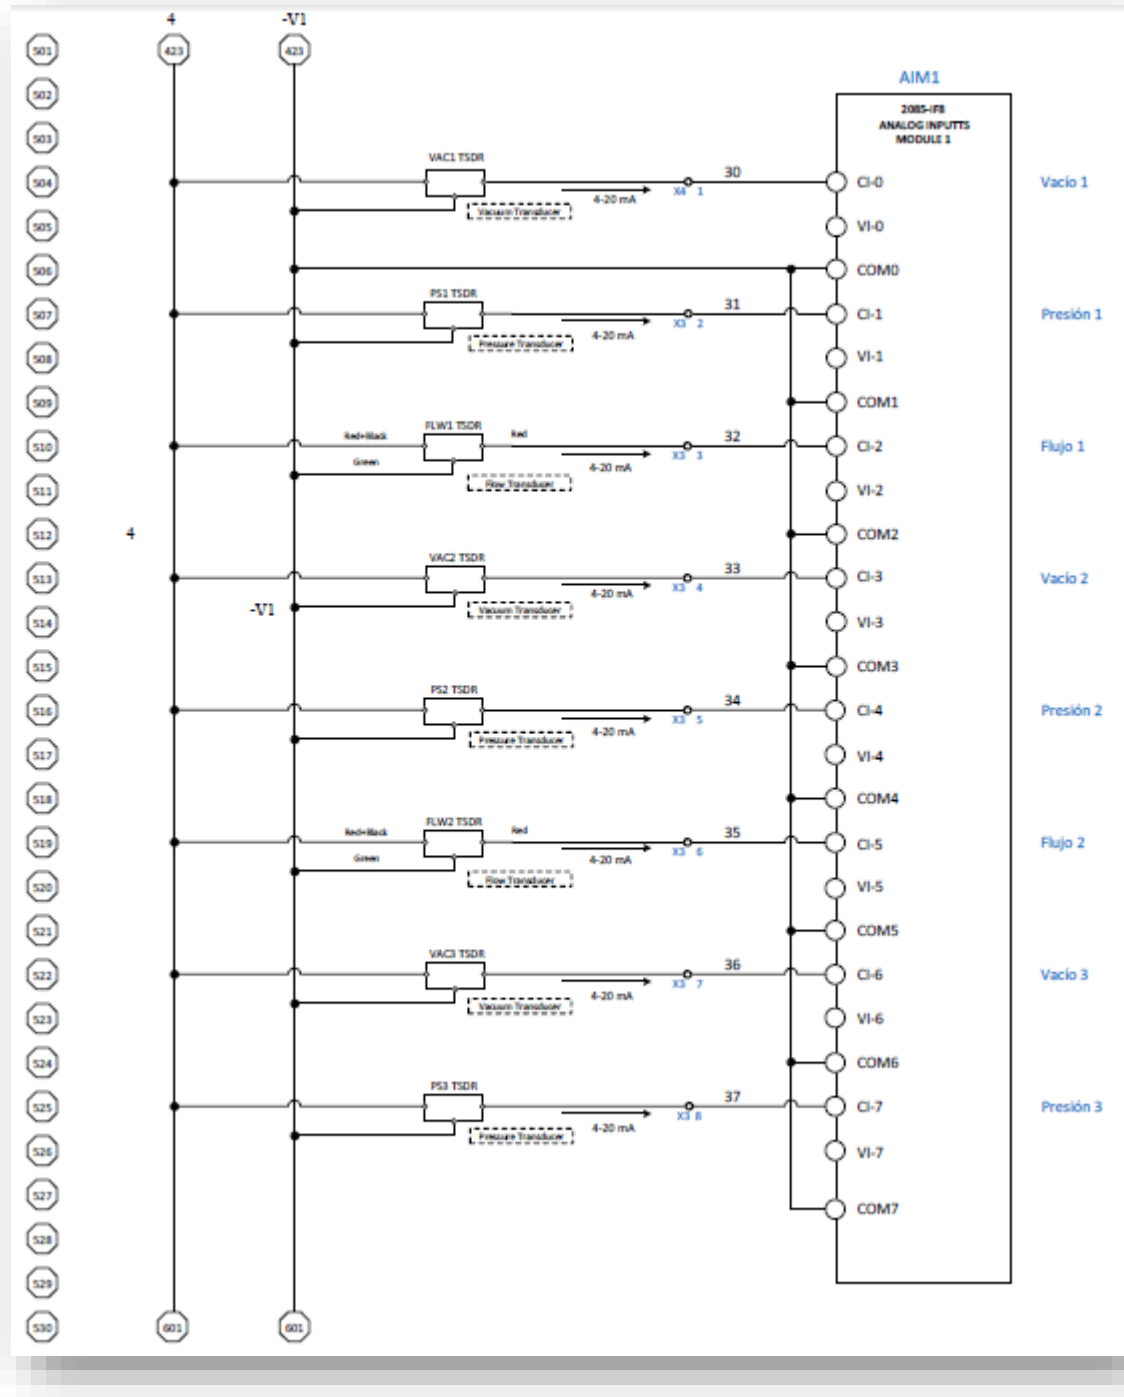 4
-V1
501
423
423
AIM1
502
2085-IF8
ANALOG INPUTTS
MODULE 1
503
VAC1 TSDR
504
30
CI-0
Vacío 1
4-20 mA
X4 1
Vacuum Transducer
505
VI-0
506
COM0
PS1 TSDR
507
31
CI-1
Presión 1
4-20 mA
X3 2
Pressure Transducer
508
VI-1
509
COM1
FLW1 TSDR
Red+Black
Red
510
32
CI-2
Flujo 1
Green
4-20 mA
X3 3
Flow Transducer
511
VI-2
512
4
COM2
VAC2 TSDR
513
33
CI-3
Vacío 2
4-20 mA
X3 4
-V1
Vacuum Transducer
514
VI-3
515
COM3
PS2 TSDR
516
34
CI-4
Presión 2
4-20 mA
X3 5
Pressure Transducer
517
VI-4
518
COM4
FLW2 TSDR
Red+Black
Red
519
35
CI-5
Flujo 2
Green
4-20 mA
X3 6
Flow Transducer
520
VI-5
521
COM5
VAC3 TSDR
522
36
CI-6
Vacío 3
4-20 mA
X3 7
Vacuum Transducer
523
VI-6
524
COM6
PS3 TSDR
525
37
CI-7
Presión 3
4-20 mA
X3 8
Pressure Transducer
526
VI-7
527
COM7
528
529
530
601
601